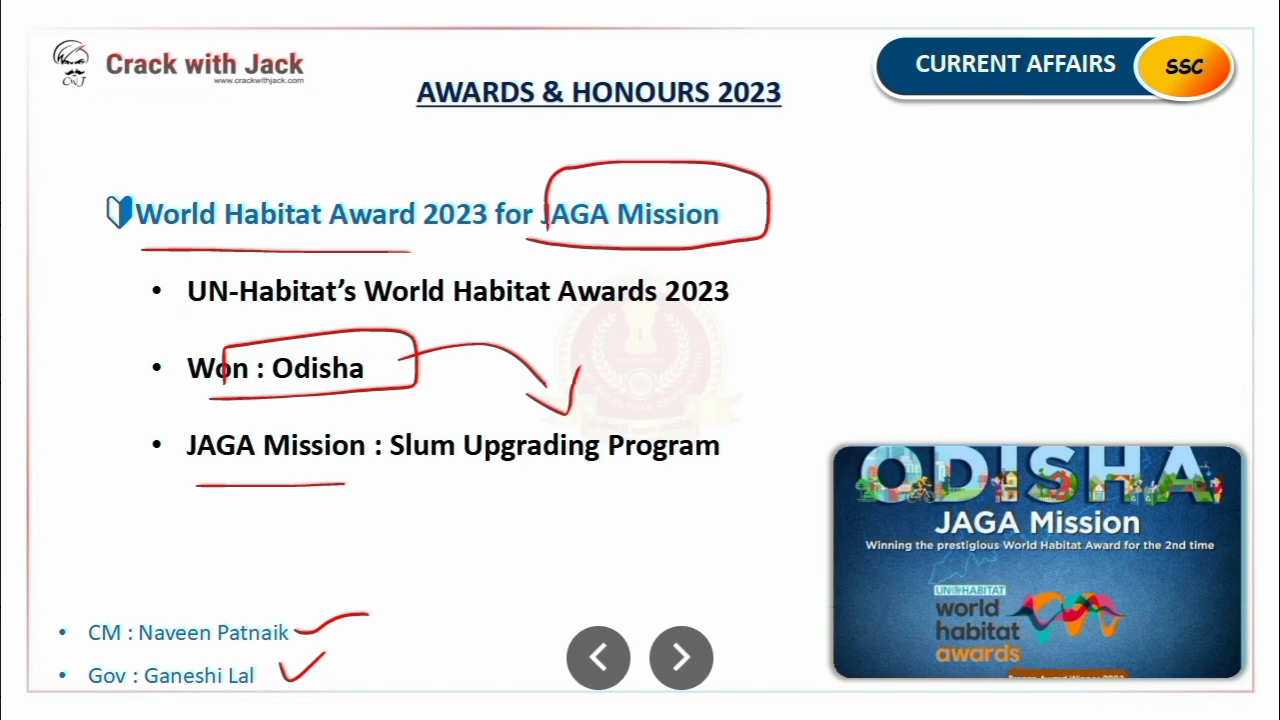 Crack with Jack
www.crackwithjack.com
CWJ
CURRENT AFFAIRS
SSC
AWARDS & HONOURS 2023
World Habitat Award 2023 for JAGA Mission
• UN-Habitat’s World Habitat Awards 2023
• Won : Odisha
• JAGA Mission : Slum Upgrading Program
ODISHA
JAGA Mission
Winning the prestigious World Habitat Award for the 2nd time
UN HABITAT
world
habitat
awards
• CM : Naveen Patnaik
• Gov : Ganeshi Lal